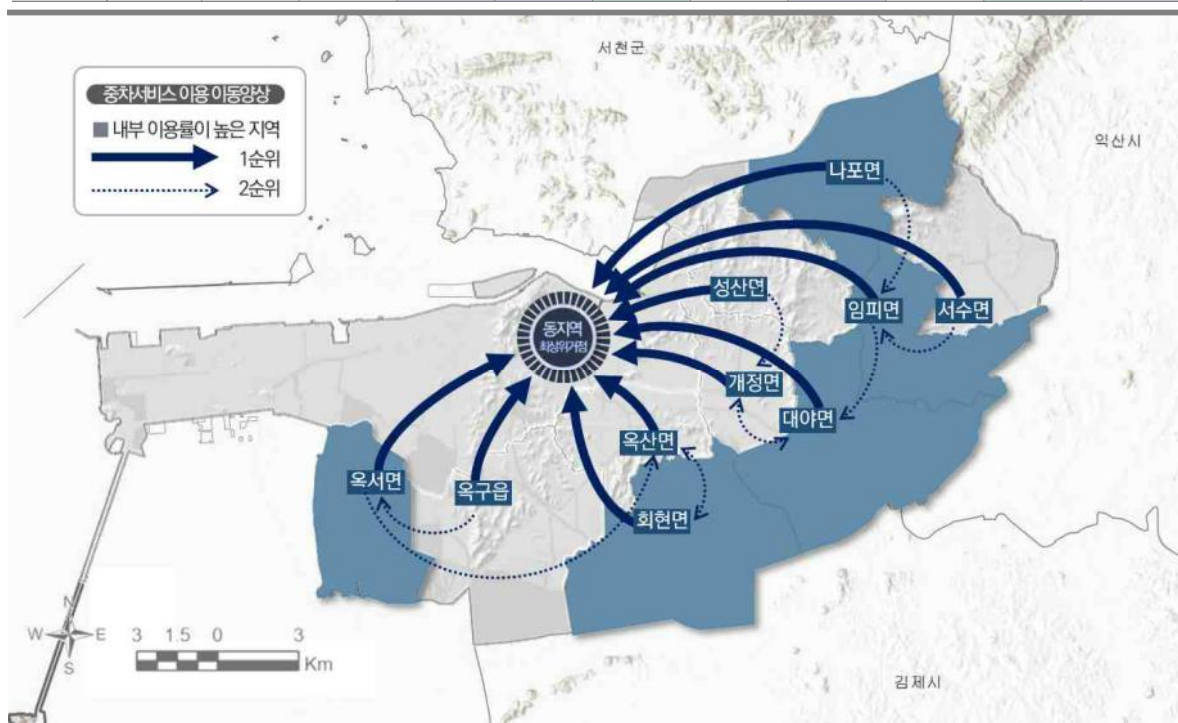 서천군
중차서비스 이용 이동양상
내부 이용률이 높은 지역
1순위
2순위
익산시
나포면
성산면
임피면
서수면
동지역
최상위거점
개정면
대야면
옥산면
옥서면
옥구읍
회현면
N
W E
S
3 1.5 0 3
Km
김제시